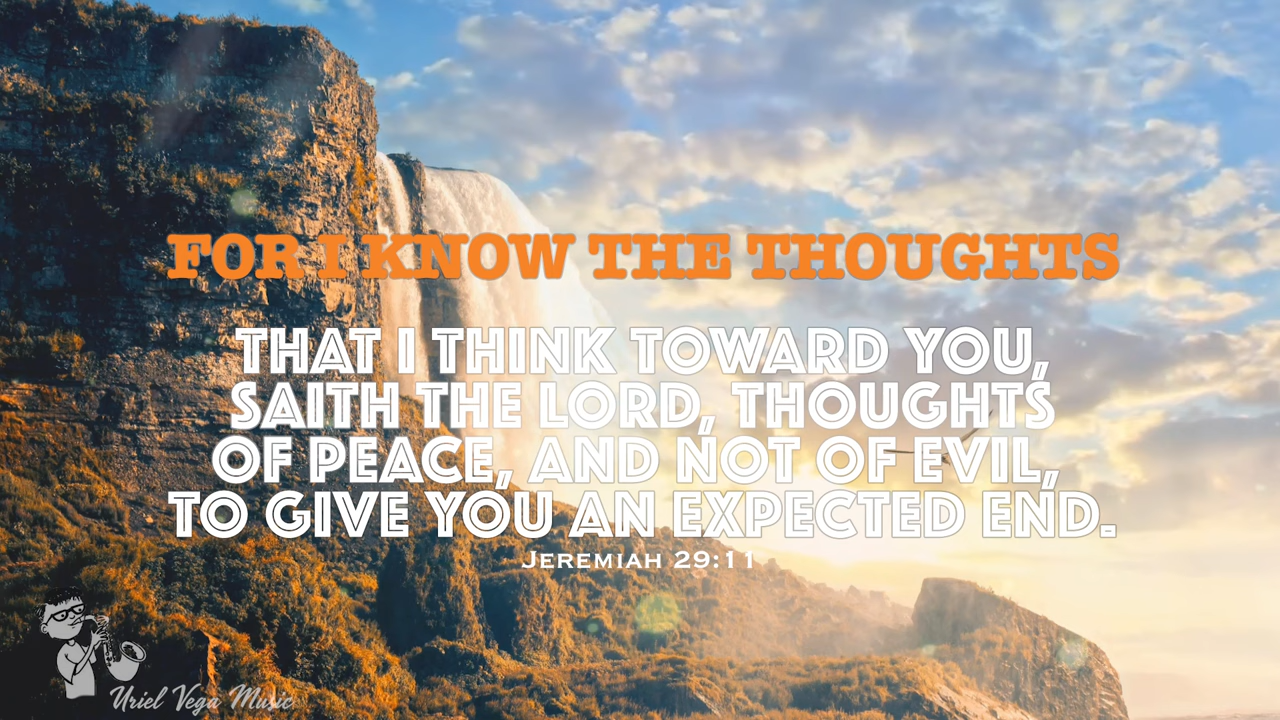 FOR I KNOW THE THOUGHTS
THAT I THINK TOWARD YOU,
SAITH THE LORD, THOUGHTS
OF PEACE, AND NOT OF EVIL,
TO GIVE YOU AN EXPECTED END.
JEREMIAH 29:11
Uriel Vega Music